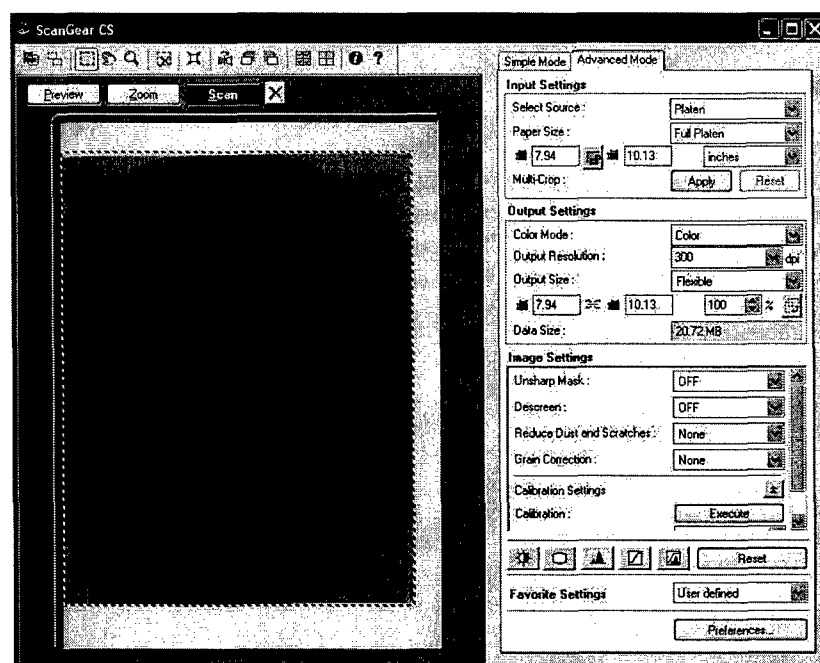 ScanGear CS
Preview Zoom Scan
Simple Mode Advanced Mode
Input Settings
Select Source : Platen
Paper Size : Full Platen
7.94 10.13 inches
Multi-Crop : Apply Reset
Output Settings
Color Mode : Color
Output Resolution : 300 dpi
Output Size : Flexible
7.94 10.13 100 %
Data Size : 20.72 MB
Image Settings
Unsharp Mask : OFF
Descreen : OFF
Reduce Dust and Scratches : None
Grain Correction : None
Calibration Settings
Calibration : Execute
Reset
Favorite Settings User defined
Preferences...